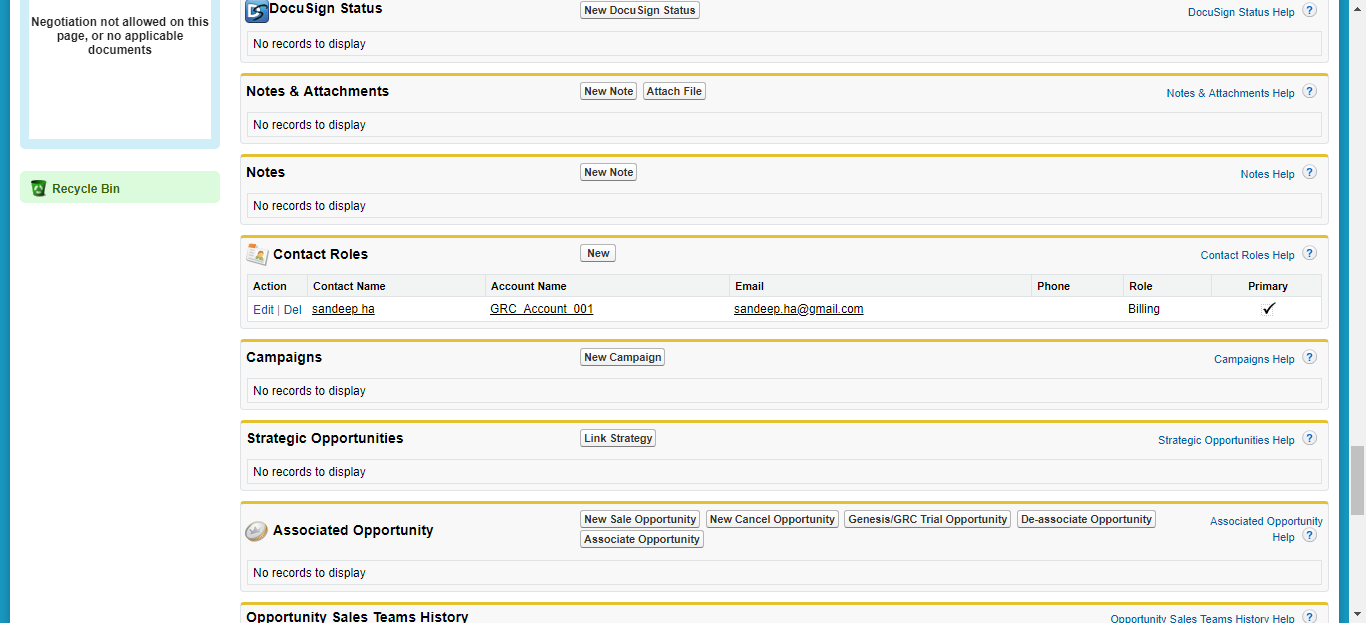 Negotiation not allowed on this
page, or no applicable
documents
Recycle Bin
DocuSign Status New DocuSign Status DocuSign Status Help ?
No records to display
Notes & Attachments New Note Attach File Notes & Attachments Help ?
No records to display
Notes New Note Notes Help ?
No records to display
Contact Roles New Contact Roles Help ?
Action Contact Name Account Name Email Phone Role Primary
Edit | Del sandeep ha GRC_Account_001 sandeep.ha@gmail.com Billing ✓
Campaigns New Campaign Campaigns Help ?
No records to display
Strategic Opportunities Link Strategy Strategic Opportunities Help ?
No records to display
Associated Opportunity New Sale Opportunity New Cancel Opportunity Genesis/GRC Trial Opportunity De-associate Opportunity Associated Opportunity
Associate Opportunity Help ?
No records to display
Opportunity Sales Teams History Opportunity Sales Teams History Help ?